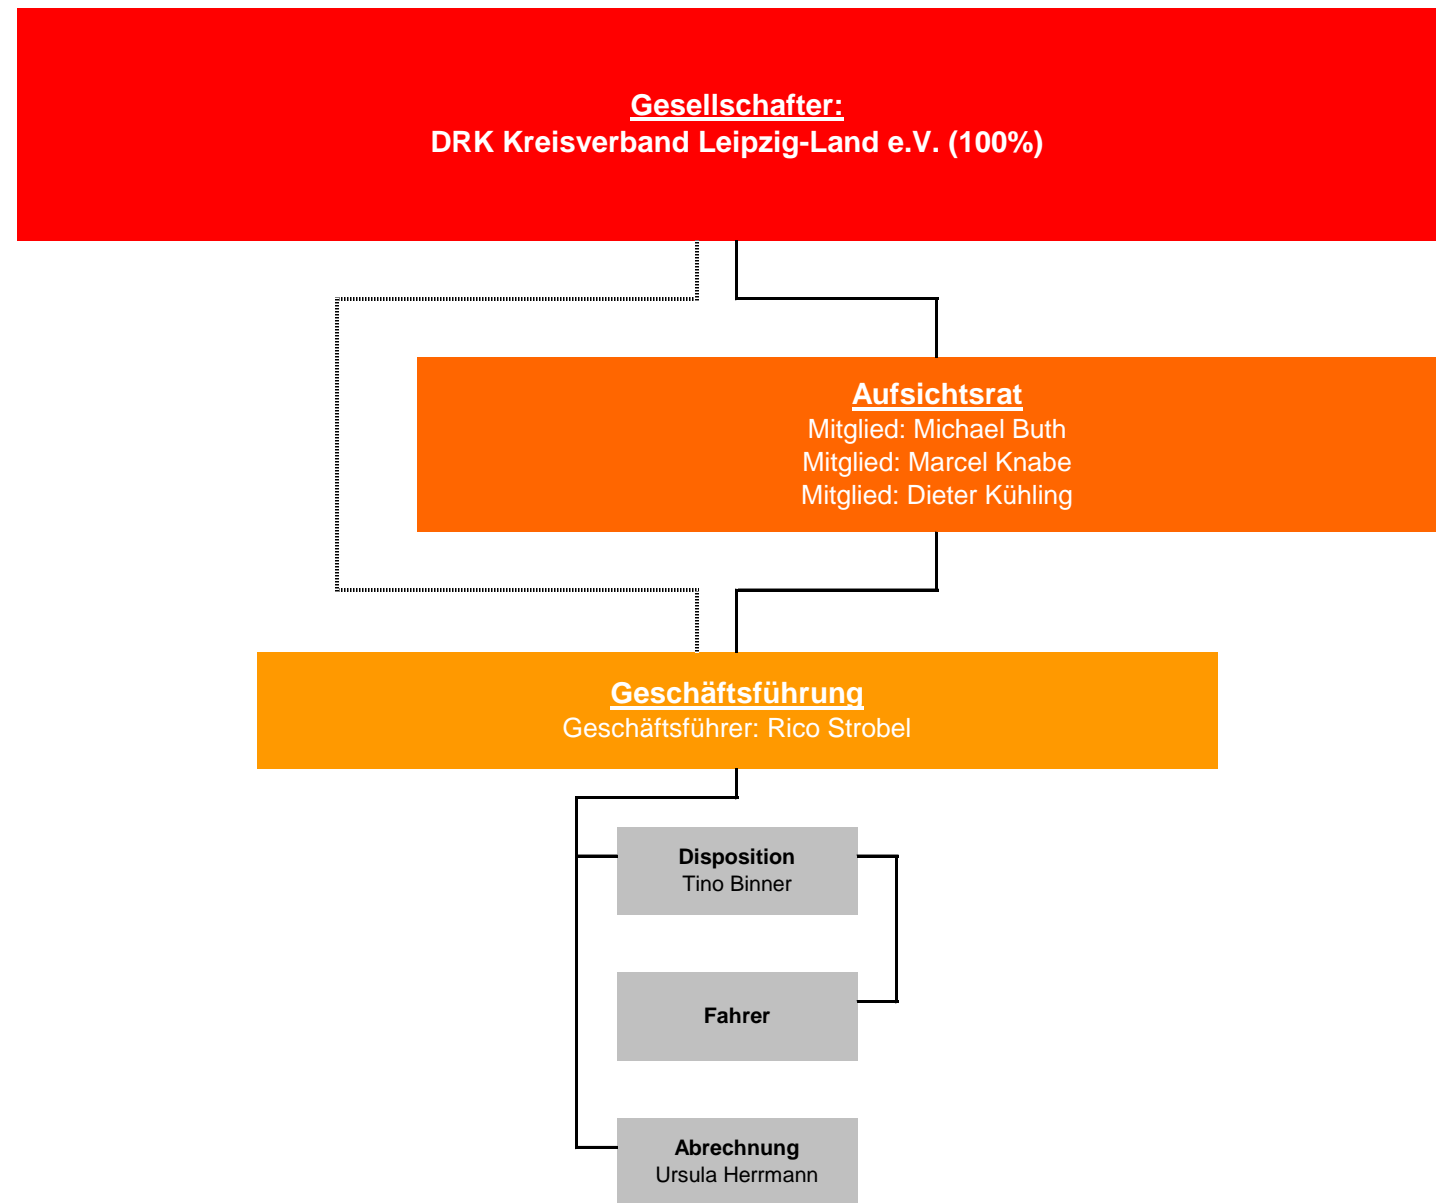 Gesellschafter:
DRK Kreisverband Leipzig-Land e.V. (100%)
Aufsichtsrat
Mitglied: Michael Buth
Mitglied: Marcel Knabe
Mitglied: Dieter Kühling
Geschäftsführung
Geschäftsführer: Rico Strobel
Disposition
Tino Binner
Fahrer
Abrechnung
Ursula Herrmann